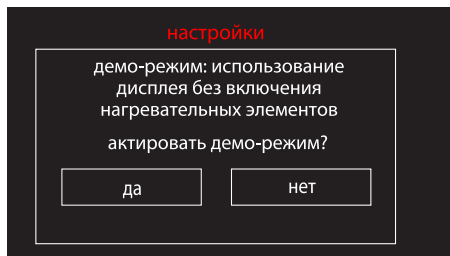 настройки
демо-режим: использование
дисплея без включения
нагревательных элементов
актировать демо-режим?
да
нет